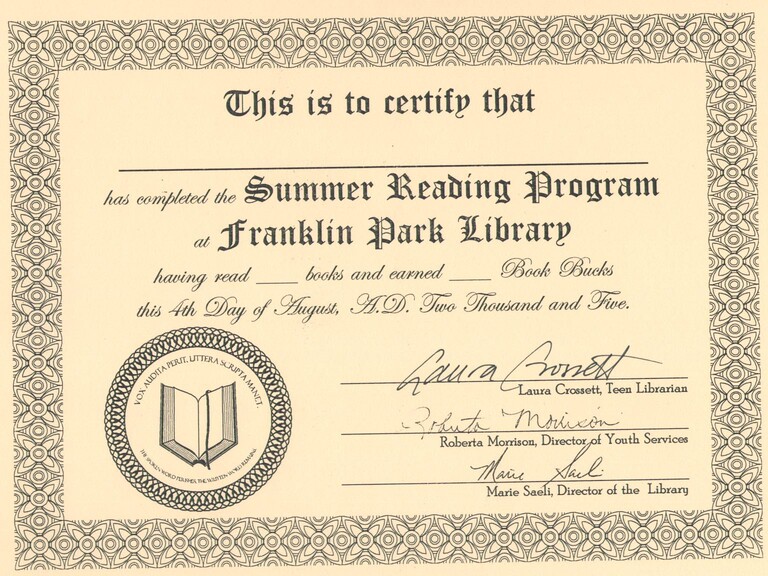 This is to certify that
has completed the Summer Reading Program
at Franklin Park Library
having read ____ books and earned ____ Book Bucks
this 4th Day of August, A.D. Two Thousand and Five.
VOX AUDITA PERIT, LITTERA SCRIPTA MANET.
THE SPOKEN WORD PERISHES, THE WRITTEN WORD REMAINS
Laura Crossett
Laura Crossett, Teen Librarian
Roberta Morrison
Roberta Morrison, Director of Youth Services
Marie Saeli
Marie Saeli, Director of the Library